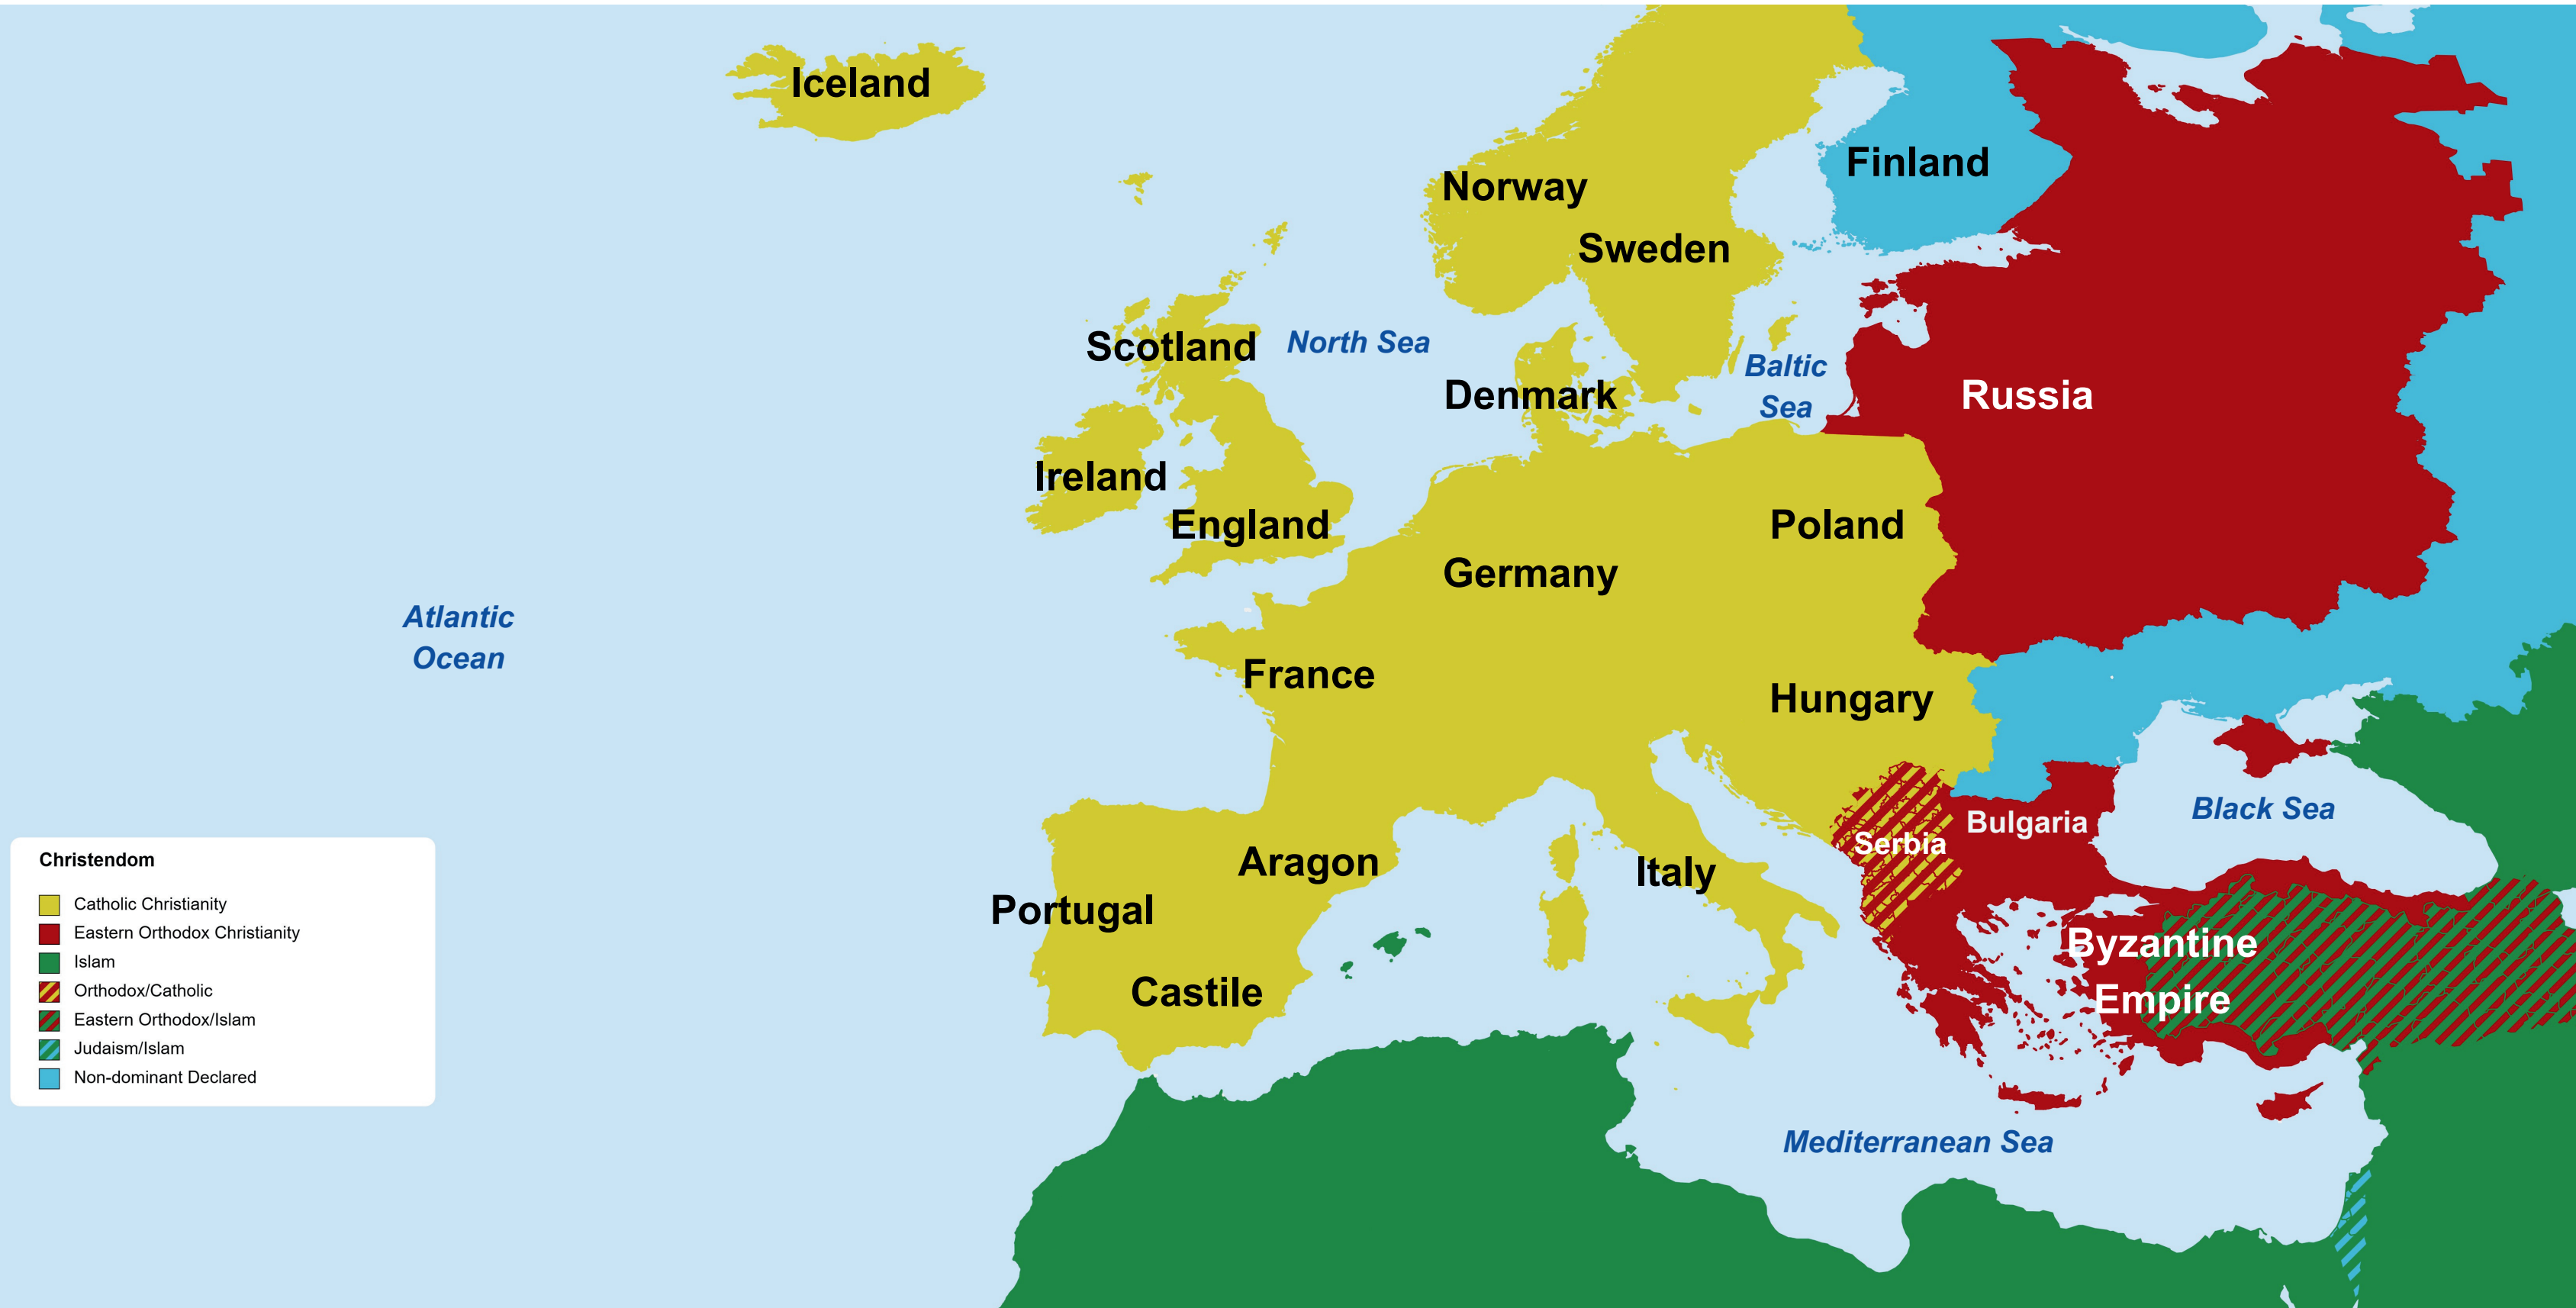 Iceland
Finland
Norway
Sweden
Scotland
North Sea
Baltic
Sea
Denmark
Russia
Ireland
England
Poland
Germany
Atlantic
Ocean
France
Hungary
Black Sea
Bulgaria
Serbia
Aragon
Italy
Portugal
Byzantine
Empire
Castile
Mediterranean Sea
Christendom
Catholic Christianity
Eastern Orthodox Christianity
Islam
Orthodox/Catholic
Eastern Orthodox/Islam
Judaism/Islam
Non-dominant Declared